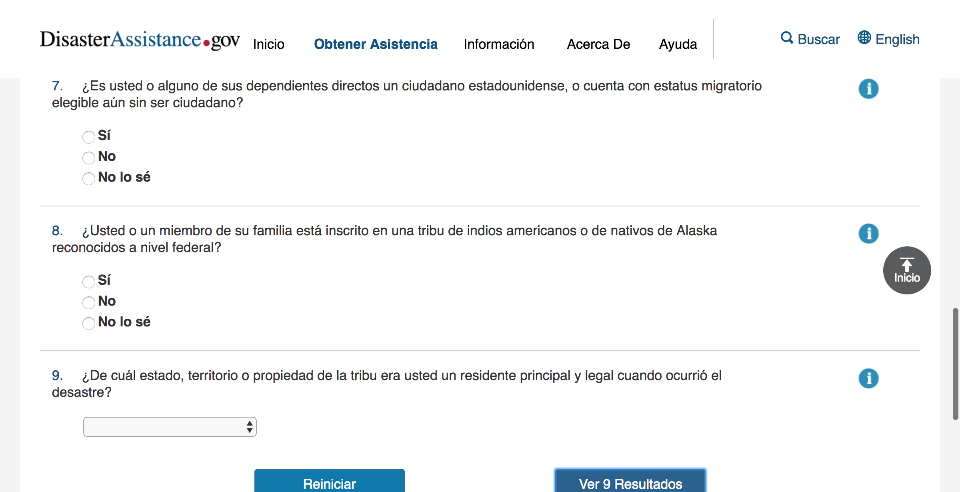 DisasterAssistance.gov Inicio Obtener Asistencia Información Acerca De Ayuda Buscar English
7. ¿Es usted o alguno de sus dependientes directos un ciudadano estadounidense, o cuenta con estatus migratorio
elegible aún sin ser ciudadano?
Sí
No
No lo sé
8. ¿Usted o un miembro de su familia está inscrito en una tribu de indios americanos o de nativos de Alaska
reconocidos a nivel federal?
Inicio
Sí
No
No lo sé
9. ¿De cuál estado, territorio o propiedad de la tribu era usted un residente principal y legal cuando ocurrió el
desastre?
Reiniciar Ver 9 Resultados